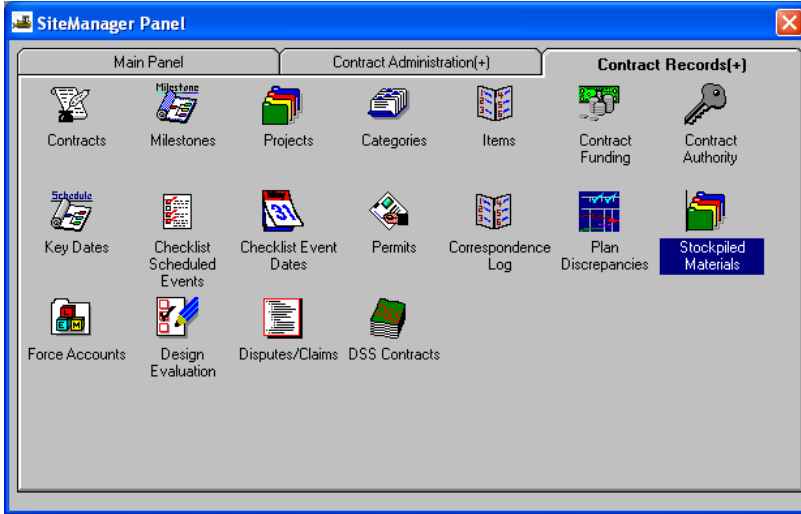 SiteManager Panel
Main Panel
Contract Administration(+)
Contract Records(+)
Milestone
Contracts
Milestones
Projects
Categories
Items
Contract
Funding
Contract
Authority
Schedule
31
Key Dates
Checklist
Scheduled
Events
Checklist Event
Dates
Permits
Correspondence
Log
Plan
Discrepancies
Stockpiled
Materials
L
E M
DSS
Force Accounts
Design
Evaluation
Disputes/Claims
DSS Contracts